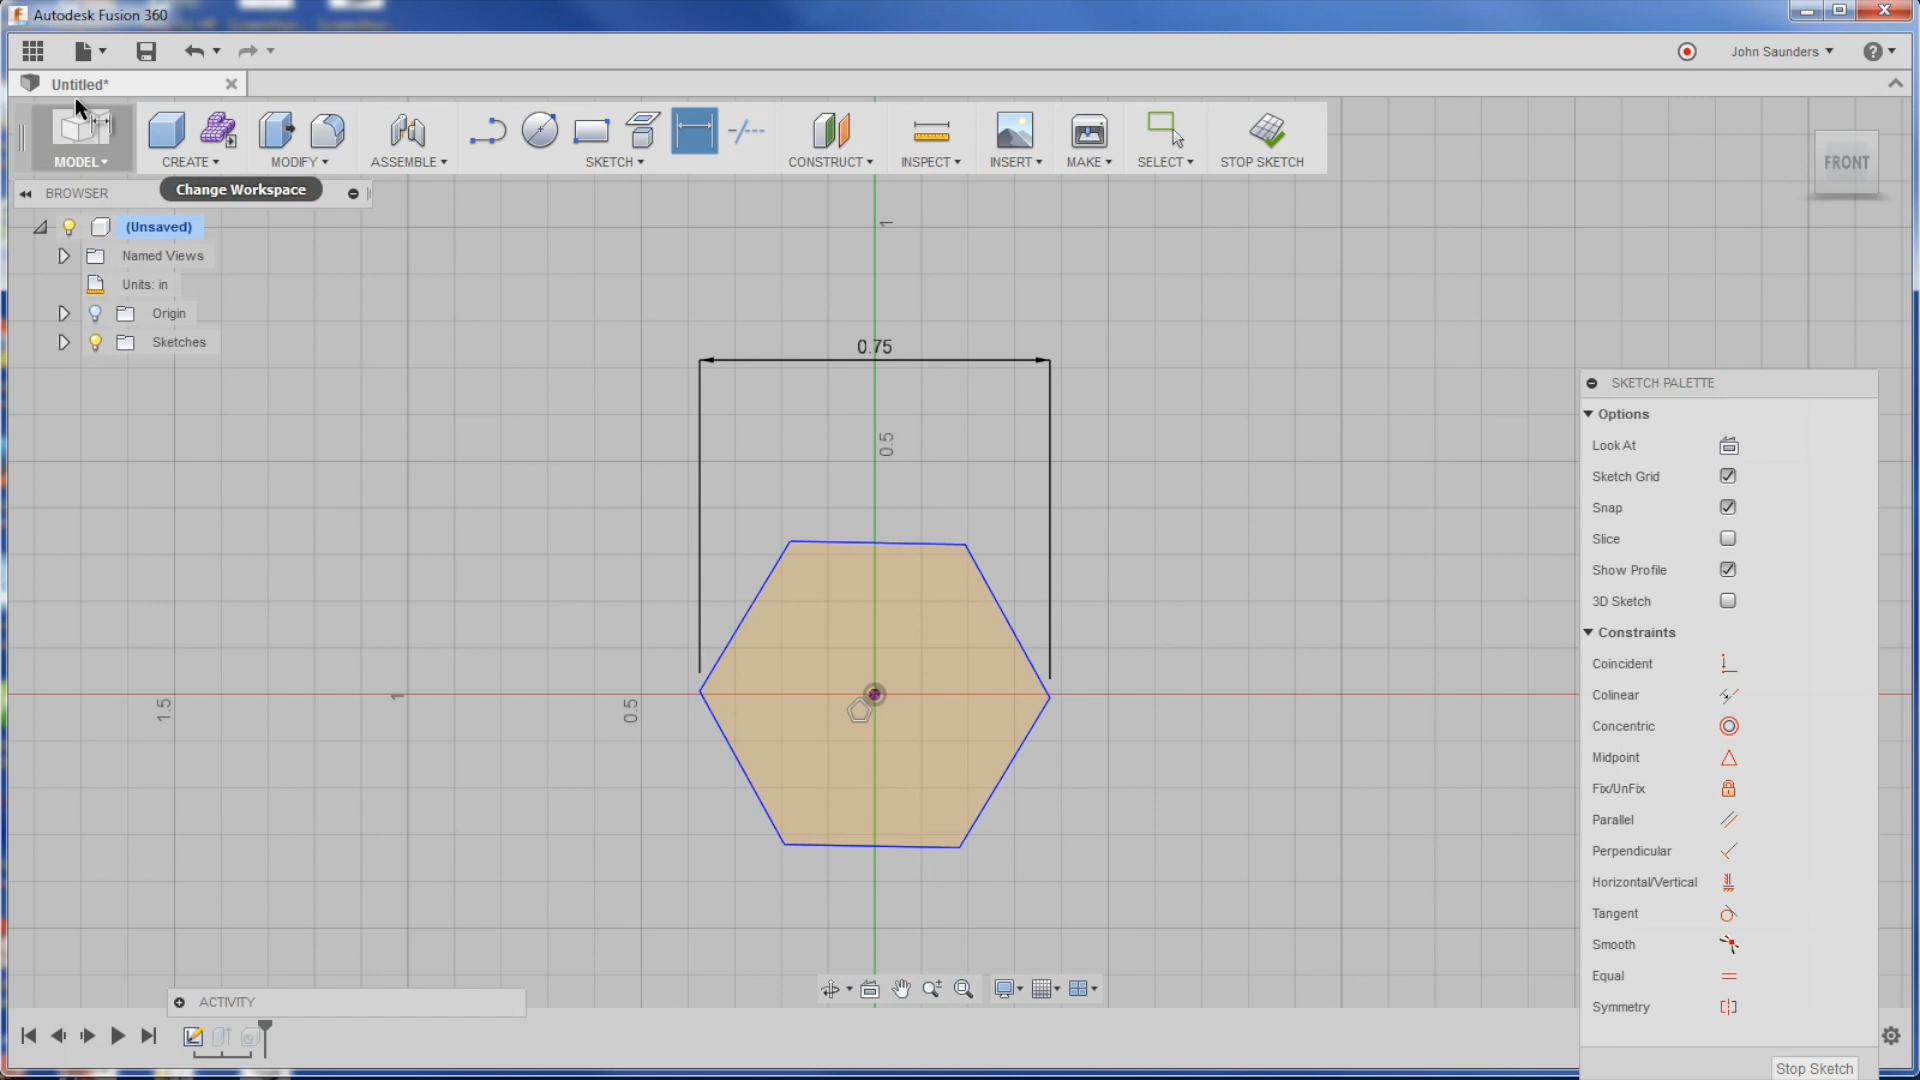 Autodesk Fusion 360
John Saunders
Untitled*
MODEL
CREATE
MODIFY
ASSEMBLE
SKETCH
CONSTRUCT
INSPECT
INSERT
MAKE
SELECT
STOP SKETCH
FRONT
BROWSER
Change Workspace
(Unsaved)
Named Views
Units: in
Origin
Sketches
1
0.75
0.5
1.5
1
0.5
SKETCH PALETTE
Options
Look At
Sketch Grid
Snap
Slice
Show Profile
3D Sketch
Constraints
Coincident
Colinear
Concentric
Midpoint
Fix/UnFix
Parallel
Perpendicular
Horizontal/Vertical
Tangent
Smooth
Equal
Symmetry
ACTIVITY
Stop Sketch